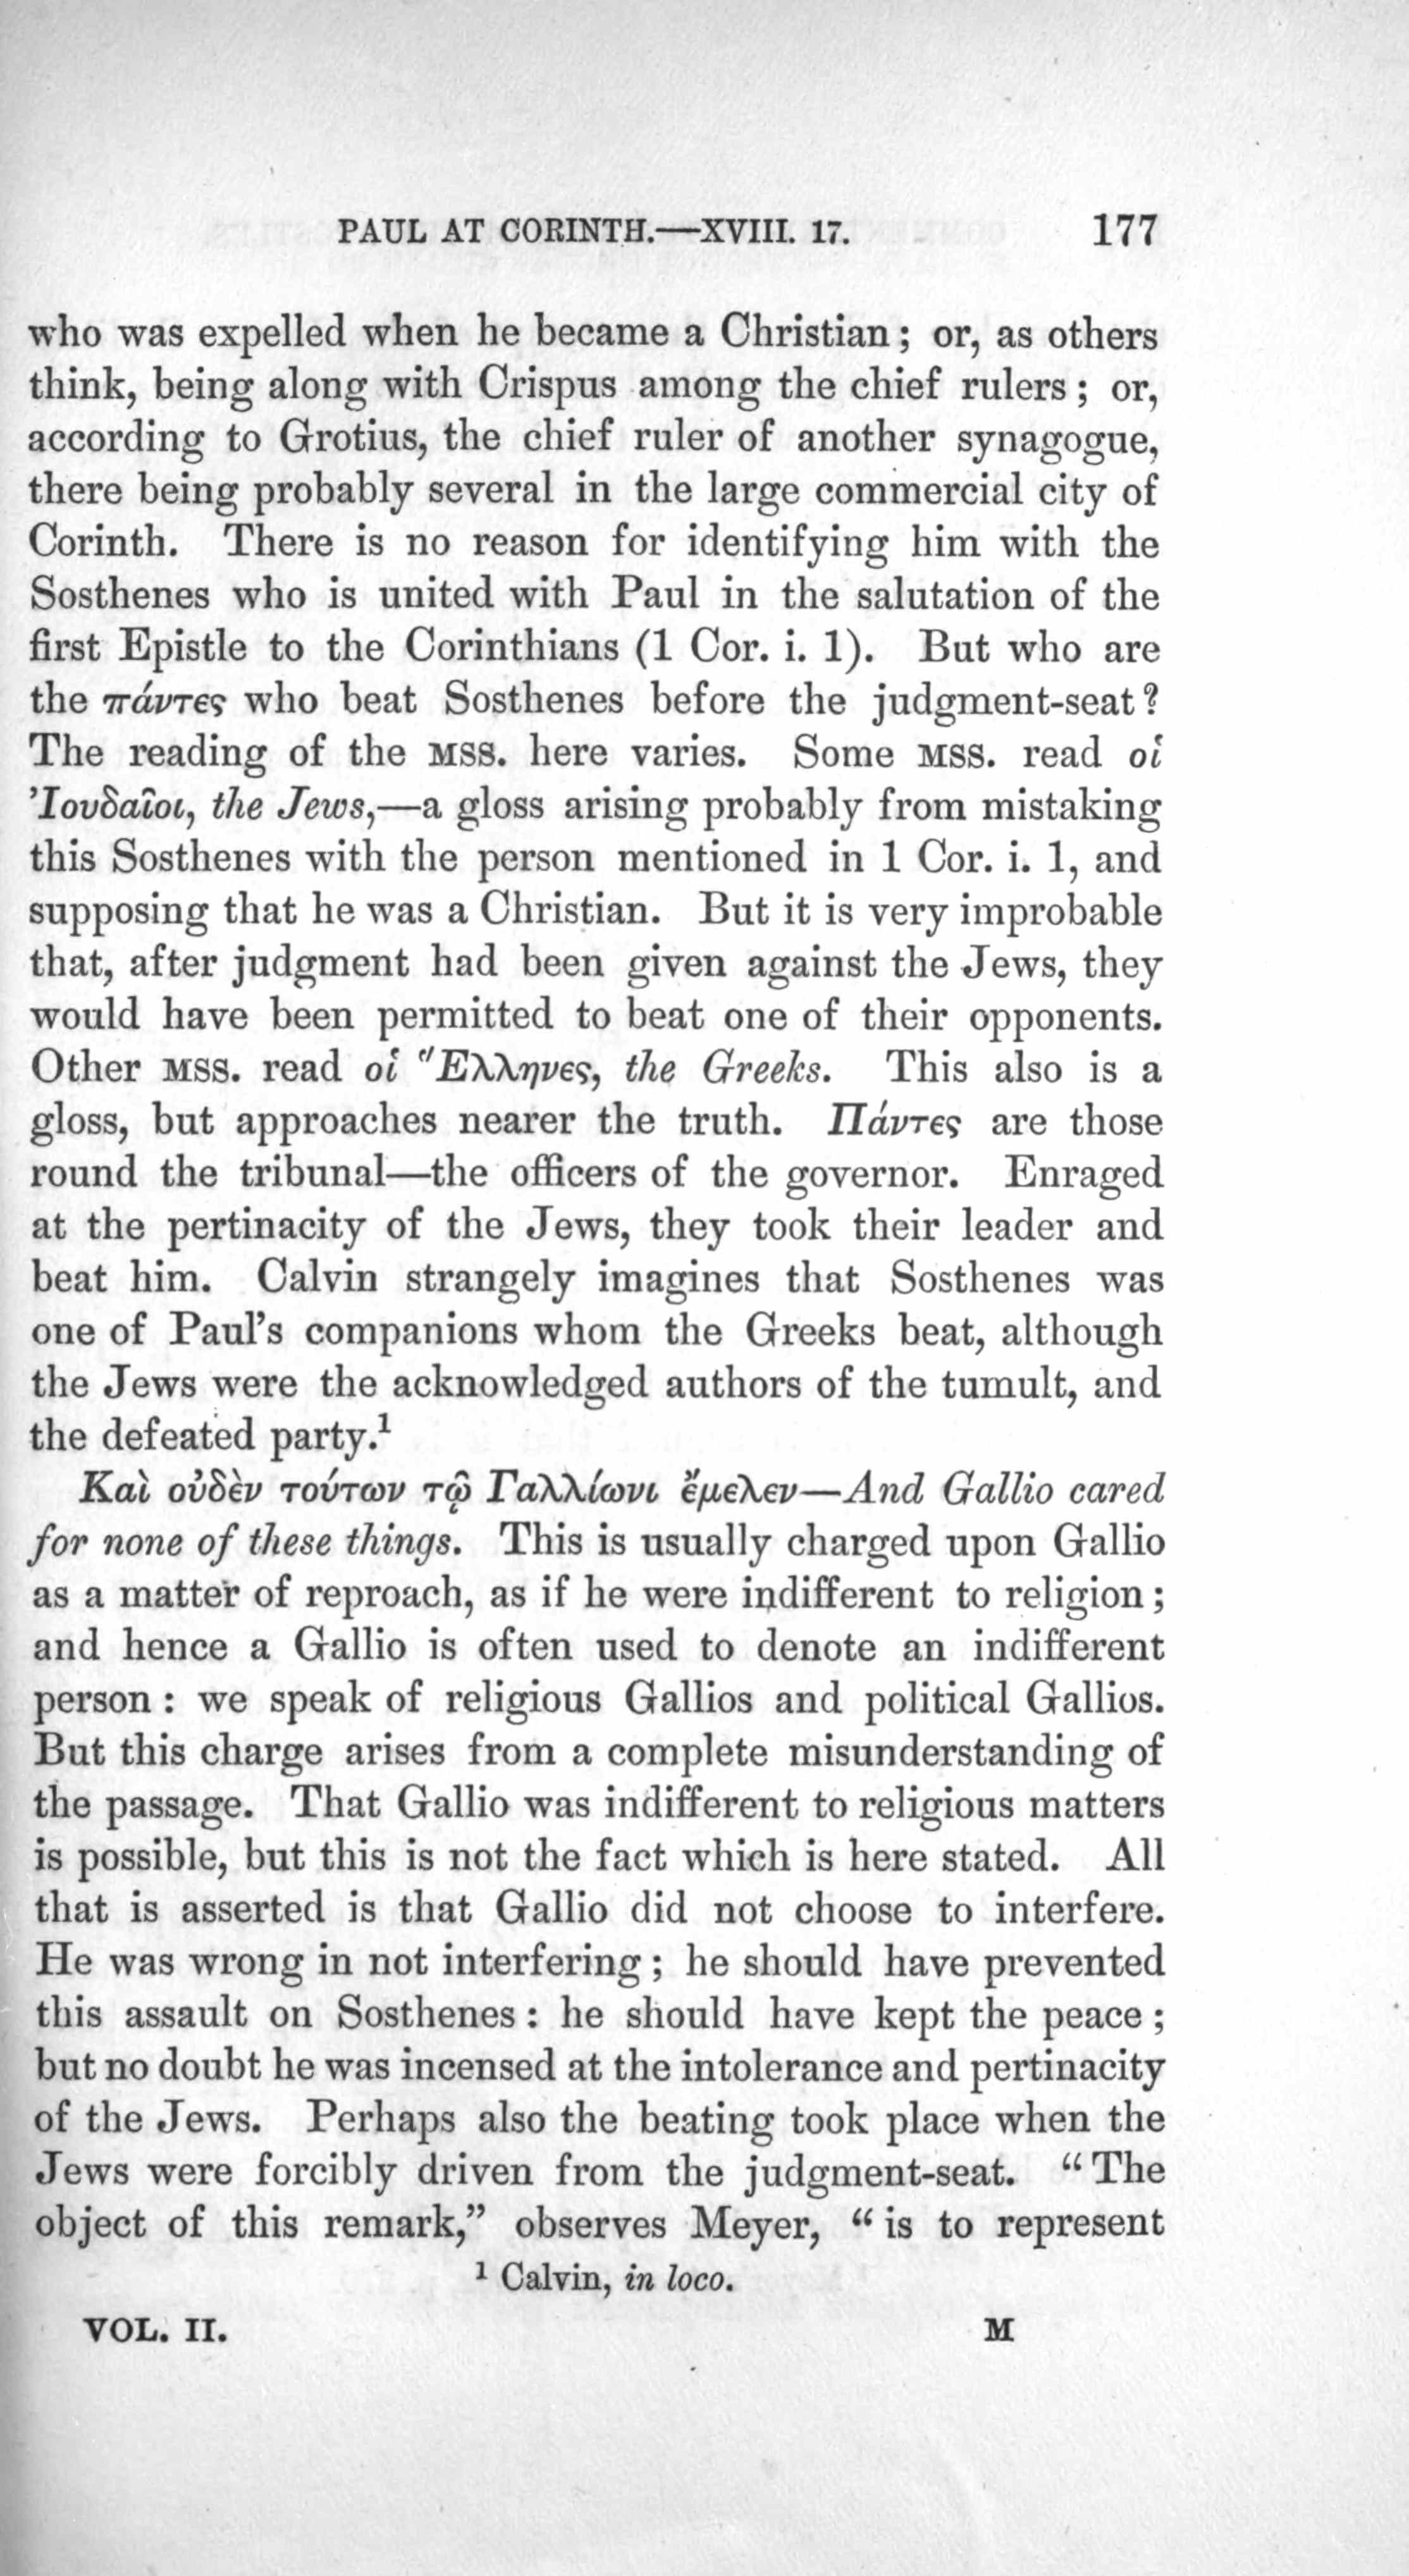 PAUL AT CORINTH.—XVIII. 17. 177
who was expelled when he became a Christian; or, as others
think, being along with Crispus among the chief rulers; or,
according to Grotius, the chief ruler of another synagogue,
there being probably several in the large commercial city of
Corinth. There is no reason for identifying him with the
Sosthenes who is united with Paul in the salutation of the
first Epistle to the Corinthians (1 Cor. i. 1). But who are
the πάντες who beat Sosthenes before the judgment-seat?
The reading of the MSS. here varies. Some MSS. read οἱ
Ἰουδαῖοι, the Jews,—a gloss arising probably from mistaking
this Sosthenes with the person mentioned in 1 Cor. i. 1, and
supposing that he was a Christian. But it is very improbable
that, after judgment had been given against the Jews, they
would have been permitted to beat one of their opponents.
Other MSS. read οἱ Ἕλληνες, the Greeks. This also is a
gloss, but approaches nearer the truth. Πάντες are those
round the tribunal—the officers of the governor. Enraged
at the pertinacity of the Jews, they took their leader and
beat him. Calvin strangely imagines that Sosthenes was
one of Paul's companions whom the Greeks beat, although
the Jews were the acknowledged authors of the tumult, and
the defeated party.¹
Καὶ οὐδὲν τούτων τῷ Γαλλίωνι ἔμελεν—And Gallio cared
for none of these things. This is usually charged upon Gallio
as a matter of reproach, as if he were indifferent to religion;
and hence a Gallio is often used to denote an indifferent
person: we speak of religious Gallios and political Gallios.
But this charge arises from a complete misunderstanding of
the passage. That Gallio was indifferent to religious matters
is possible, but this is not the fact which is here stated. All
that is asserted is that Gallio did not choose to interfere.
He was wrong in not interfering; he should have prevented
this assault on Sosthenes: he should have kept the peace;
but no doubt he was incensed at the intolerance and pertinacity
of the Jews. Perhaps also the beating took place when the
Jews were forcibly driven from the judgment-seat. "The
object of this remark," observes Meyer, "is to represent
¹ Calvin, in loco.
VOL. II. M